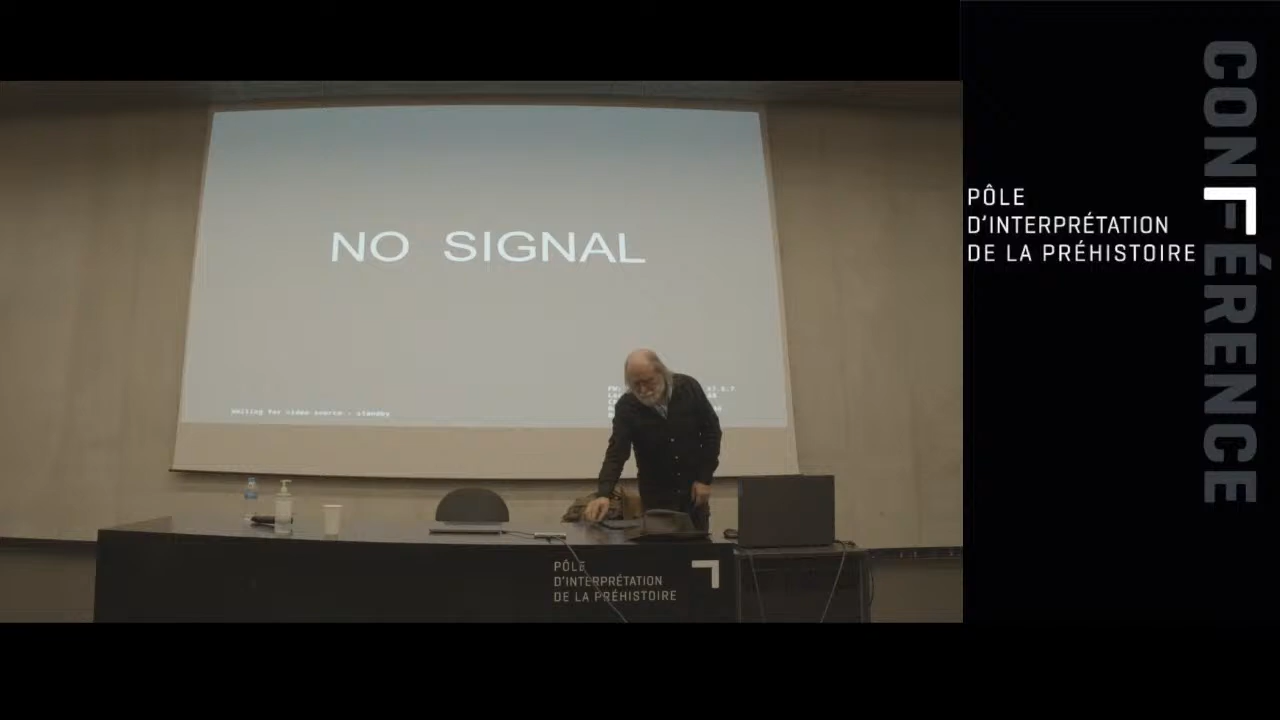 NO SIGNAL
Waiting for video source - standby
PÔLE
D'INTERPRÉTATION
DE LA PRÉHISTOIRE
PÔLE
D'INTERPRÉTATION
DE LA PRÉHISTOIRE
CONFÉRENCE